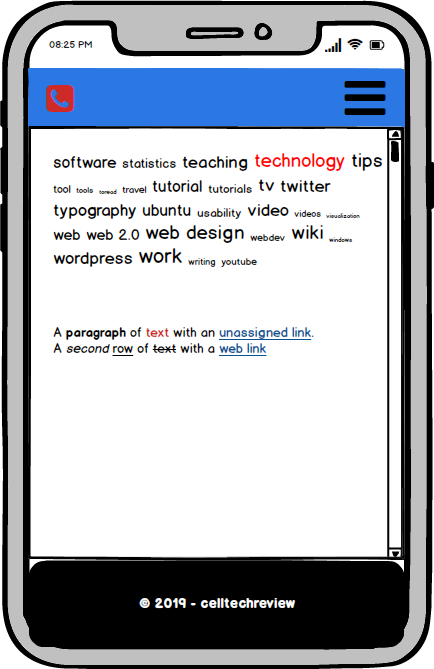 08:25 PM
software statistics teaching technology tips
tool tools toread travel tutorial tutorials tv twitter
typography ubuntu usability video videos visualization
web web 2.0 web design webdev wiki windows
wordpress work writing youtube
A paragraph of text with an unassigned link.
A second row of text with a web link
© 2019 - celltechreview